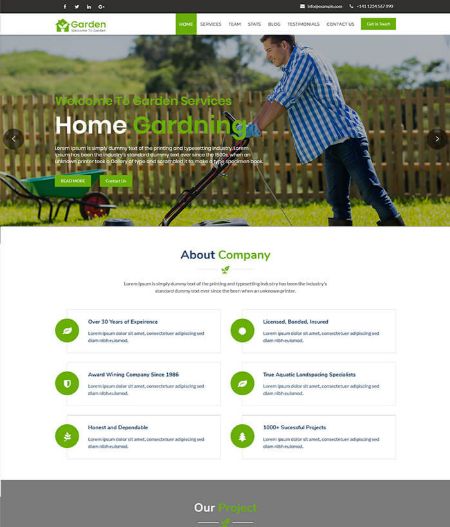 info@example.com +141 1234 567 890
Garden
Welcome To Garden
HOME SERVICES TEAM STATS BLOG TESTIMONIALS CONTACT US Get in Touch
Welcome To Garden Services
Home Gardning
Lorem Ipsum is simply dummy text of the printing and typesetting industry. Lorem
Ipsum has been the industry's standard dummy text ever since the 1500s, when an
unknown printer took a galley of type and scrambled it to make a type specimen book.
READ MORE Contact Us
About Company
Lorem Ipsum is simply dummy text of the printing and typesetting industry has been the industry's
standard dummy text ever since the been when an unknown printer.
Over 30 Years of Expeirence
Lorem ipsum dolor sit amet, consectetuer adipiscing sed
diam nibh euismod.
Licensed, Bonded, Insured
Lorem ipsum dolor sit amet, consectetuer adipiscing sed
diam nibh euismod.
Award Wining Company Since 1986
Lorem ipsum dolor sit amet, consectetuer adipiscing sed
diam nibh euismod.
True Aquatic Landspacing Specialists
Lorem ipsum dolor sit amet, consectetuer adipiscing sed
diam nibh euismod.
Honest and Dependable
Lorem ipsum dolor sit amet, consectetuer adipiscing sed
diam nibh euismod.
1000+ Sucessful Projects
Lorem ipsum dolor sit amet, consectetuer adipiscing sed
diam nibh euismod.
Our Project